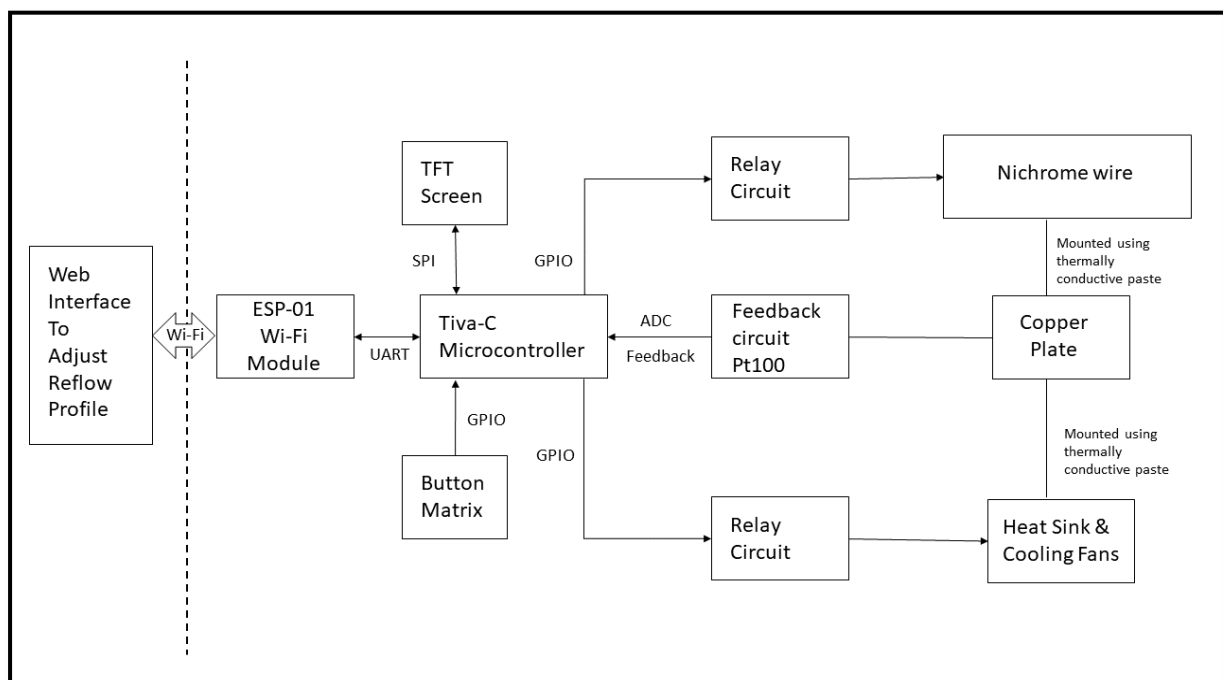 Web
Interface
To
Adjust
Reflow
Profile
Wi-Fi
ESP-01
Wi-Fi
Module
UART
TFT
Screen
SPI
Tiva-C
Microcontroller
GPIO
Button
Matrix
GPIO
Relay
Circuit
Nichrome wire
Mounted using
thermally
conductive paste
ADC
Feedback
Feedback
circuit
Pt100
Copper
Plate
Mounted using
thermally
conductive paste
GPIO
Relay
Circuit
Heat Sink &
Cooling Fans